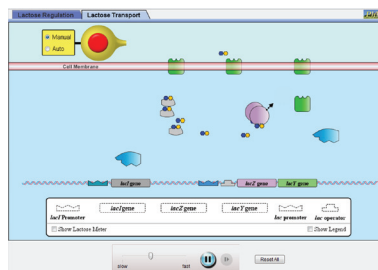 Lactose Regulation Lactose Transport
Manual
Auto
Cell Membrane
lacI gene lacZ gene lacY gene
lacI gene lacZ gene lacY gene
lacI Promoter lac promoter lac operator
Show Lactose Meter Show Legend
slow fast Reset All